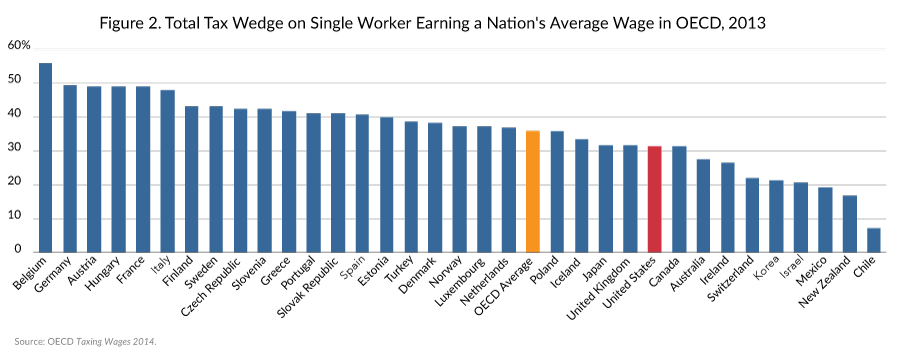 Figure 2. Total Tax Wedge on Single Worker Earning a Nation's Average Wage in OECD, 2013
60%
50
40
30
20
10
0
Belgium
Germany
Austria
Hungary
France
Italy
Finland
Sweden
Czech Republic
Slovenia
Greece
Portugal
Slovak Republic
Spain
Estonia
Turkey
Denmark
Norway
Luxembourg
Netherlands
OECD Average
Poland
Iceland
Japan
United Kingdom
United States
Canada
Australia
Ireland
Switzerland
Korea
Israel
Mexico
New Zealand
Chile
Source: OECD Taxing Wages 2014.